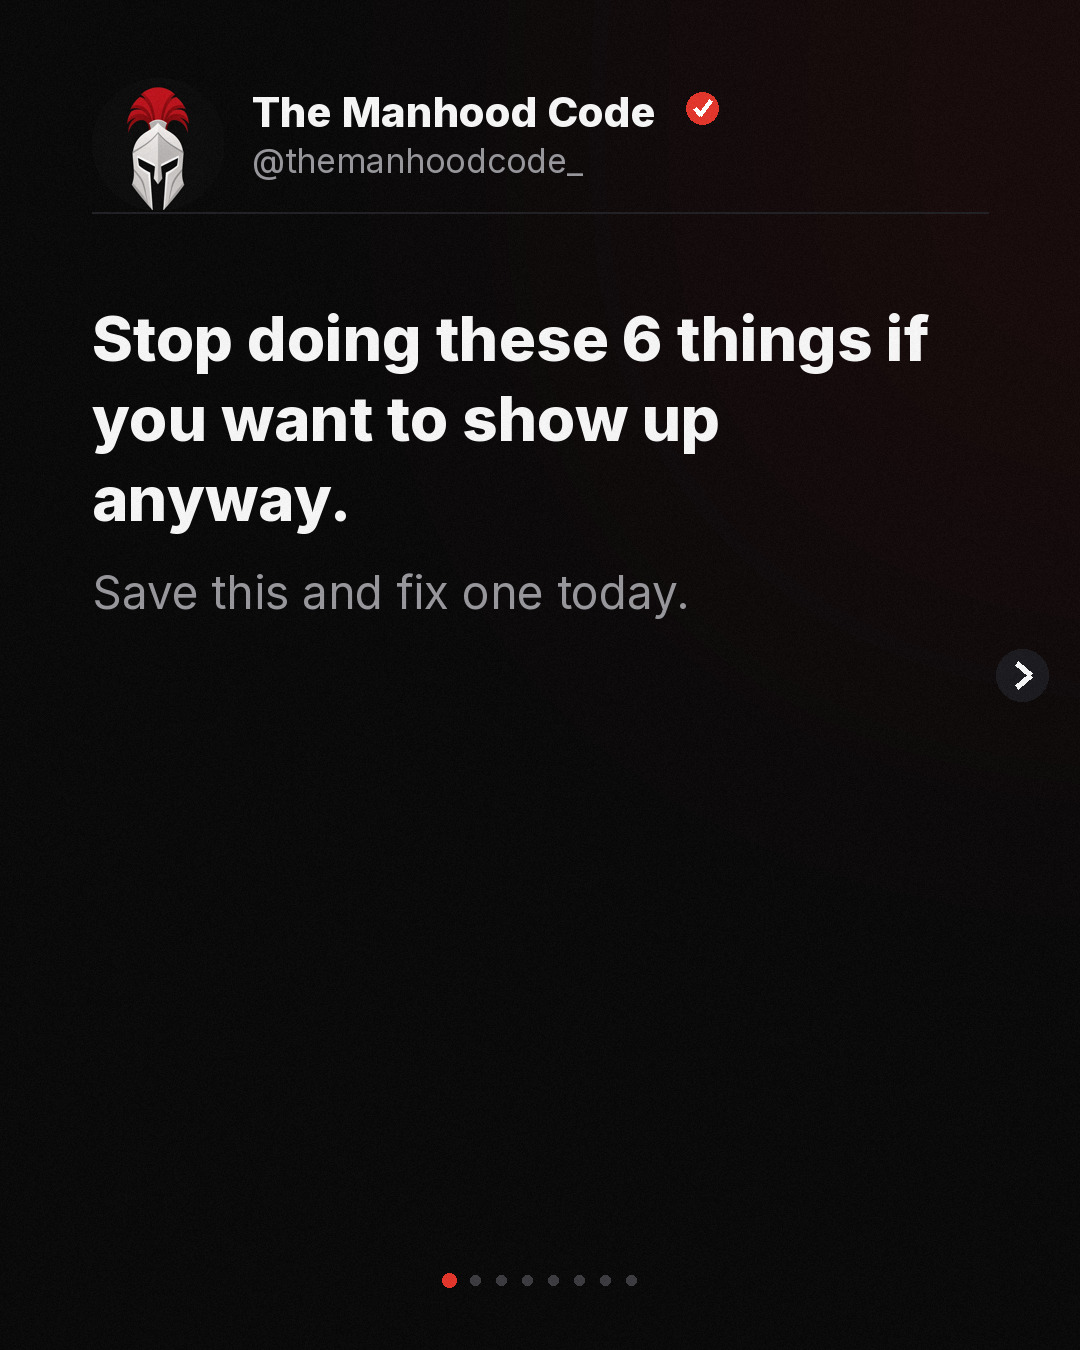 The Manhood Code
@themanhoodcode_
Stop doing these 6 things if
you want to show up
anyway.
Save this and fix one today.